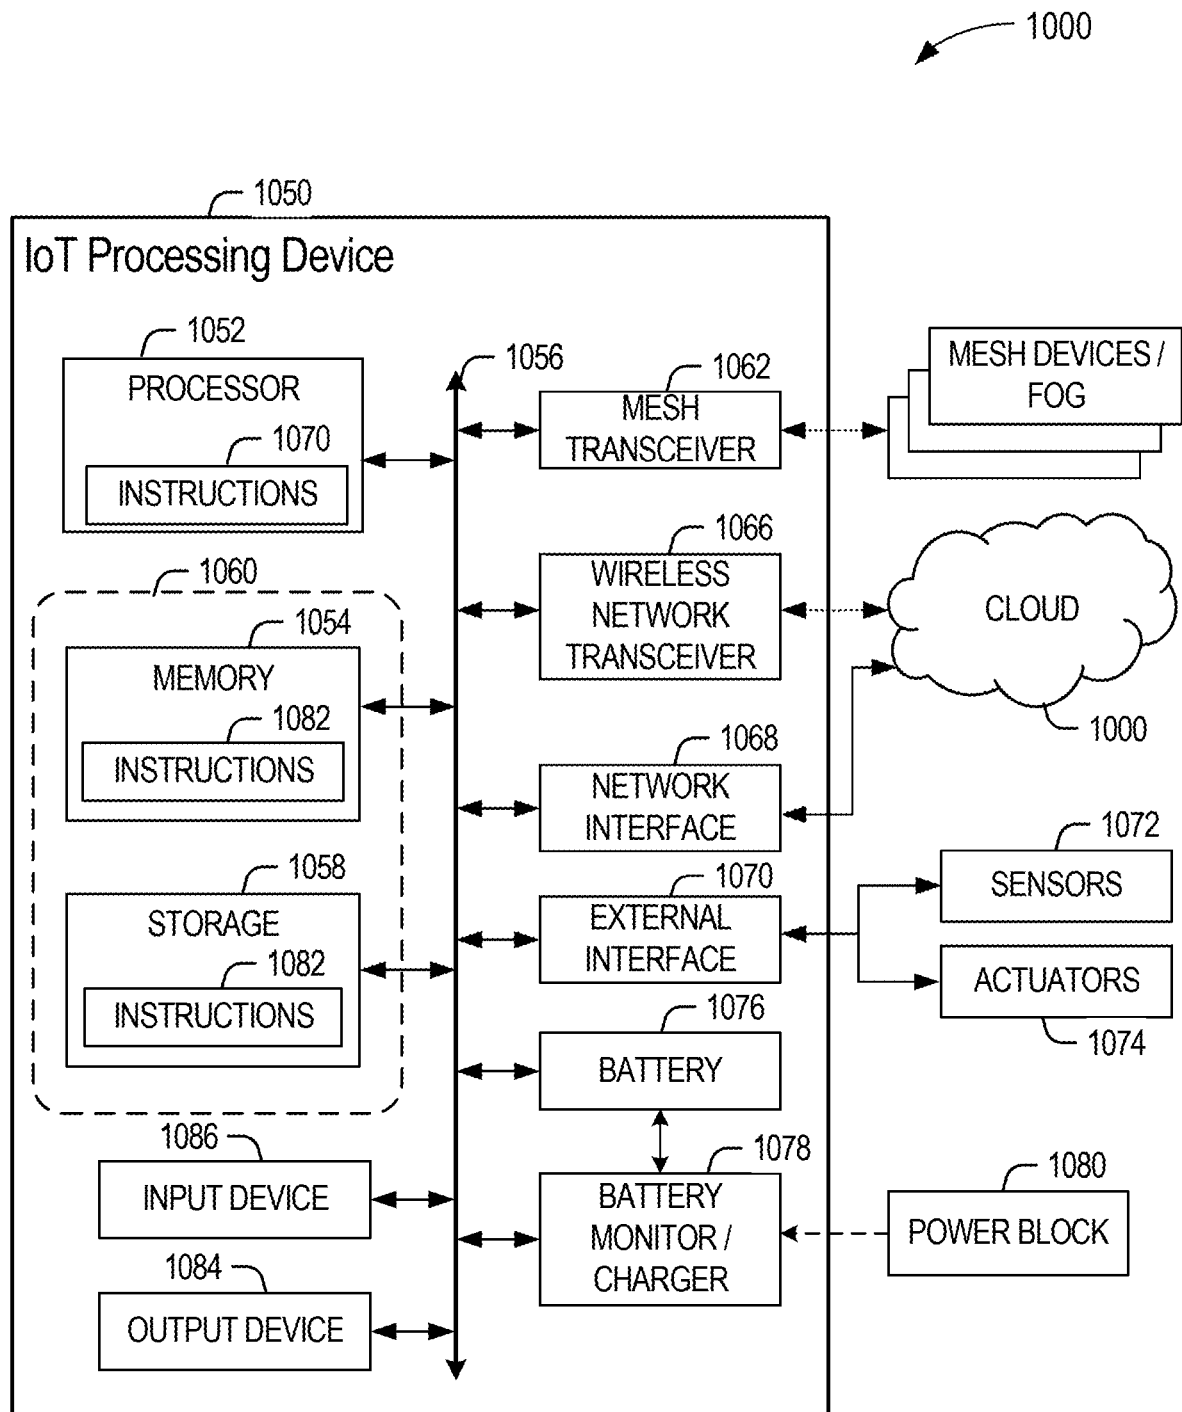 1000
1050
IoT Processing Device
1052
PROCESSOR
1070
INSTRUCTIONS
1056
1062
MESH
TRANSCEIVER
MESH DEVICES /
FOG
1066
WIRELESS
NETWORK
TRANSCEIVER
CLOUD
1000
1060
1054
MEMORY
1082
INSTRUCTIONS
1068
NETWORK
INTERFACE
1058
STORAGE
1082
INSTRUCTIONS
1070
EXTERNAL
INTERFACE
1072
SENSORS
ACTUATORS
1074
1076
BATTERY
1086
INPUT DEVICE
1078
BATTERY
MONITOR /
CHARGER
1080
POWER BLOCK
1084
OUTPUT DEVICE